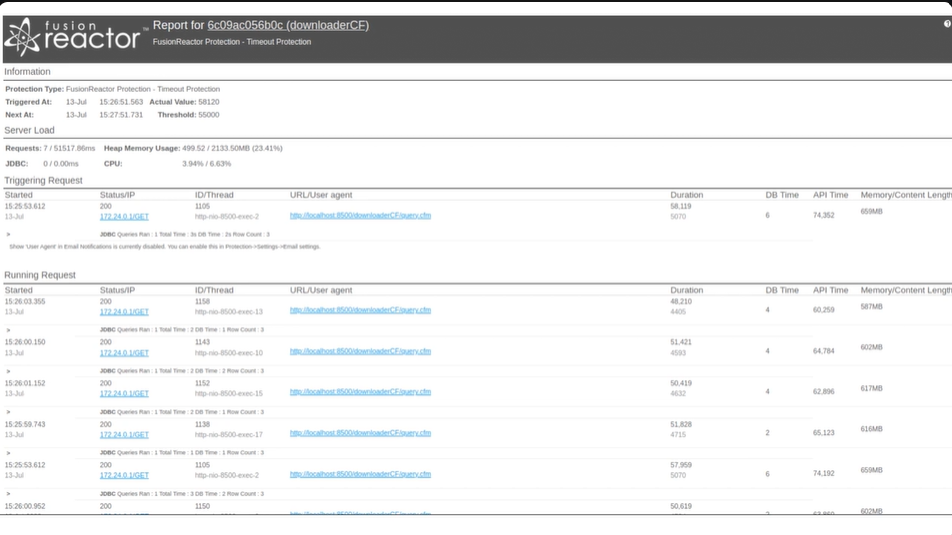 fusion reactor™ Report for 6c09ac056b0c (downloaderCF)
FusionReactor Protection - Timeout Protection
Information
Protection Type: FusionReactor Protection - Timeout Protection
Triggered At: 13-Jul 15:26:51.563 Actual Value: 58120
Next At: 13-Jul 15:27:51.731 Threshold: 55000
Server Load
Requests: 7 / 51517.86ms Heap Memory Usage: 499.52 / 2133.50MB (23.41%)
JDBC: 0 / 0.00ms CPU: 3.94% / 6.63%
Triggering Request
Started Status/IP ID/Thread URL/User agent Duration DB Time API Time Memory/Content Length
15:25:53.612 200 1105 58,119
13-Jul 172.24.0.1/GET http-nio-8500-exec-2 http://localhost:8500/downloaderCF/query.cfm 5070 6 74,352 659MB
> JDBC Queries Ran : 1 Total Time : 3s DB Time : 2s Row Count : 3
Show 'User Agent' in Email Notifications is currently disabled. You can enable this in Protection->Settings->Email settings.
Running Request
Started Status/IP ID/Thread URL/User agent Duration DB Time API Time Memory/Content Length
15:26:03.355 200 1158 48,210
13-Jul 172.24.0.1/GET http-nio-8500-exec-13 http://localhost:8500/downloaderCF/query.cfm 4405 4 60,259 587MB
> JDBC Queries Ran : 1 Total Time : 2 DB Time : 1 Row Count : 3
15:26:00.150 200 1143 51,421
13-Jul 172.24.0.1/GET http-nio-8500-exec-10 http://localhost:8500/downloaderCF/query.cfm 4593 4 64,784 602MB
> JDBC Queries Ran : 1 Total Time : 2 DB Time : 2 Row Count : 3
15:26:01.152 200 1152 50,419
13-Jul 172.24.0.1/GET http-nio-8500-exec-15 http://localhost:8500/downloaderCF/query.cfm 4632 4 62,896 617MB
> JDBC Queries Ran : 1 Total Time : 2 DB Time : 2 Row Count : 3
15:25:59.743 200 1138 51,828
13-Jul 172.24.0.1/GET http-nio-8500-exec-17 http://localhost:8500/downloaderCF/query.cfm 4715 2 65,123 616MB
> JDBC Queries Ran : 1 Total Time : 1 DB Time : 1 Row Count : 3
15:25:53.612 200 1105 57,959
13-Jul 172.24.0.1/GET http-nio-8500-exec-2 http://localhost:8500/downloaderCF/query.cfm 5070 6 74,192 659MB
> JDBC Queries Ran : 1 Total Time : 3 DB Time : 2 Row Count : 3
15:26:00.952 200 1150 50,619 602MB